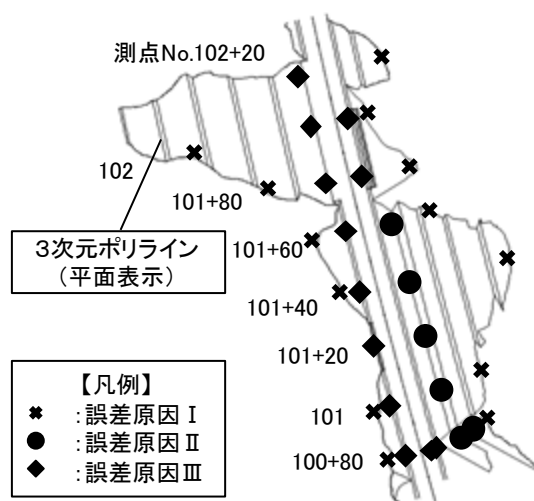 測点No.102+20
102
101+80
3次元ポリライン
(平面表示)
101+60
101+40
101+20
101
100+80
【凡例】
✖ :誤差原因Ⅰ
● :誤差原因Ⅱ
◆ :誤差原因Ⅲ